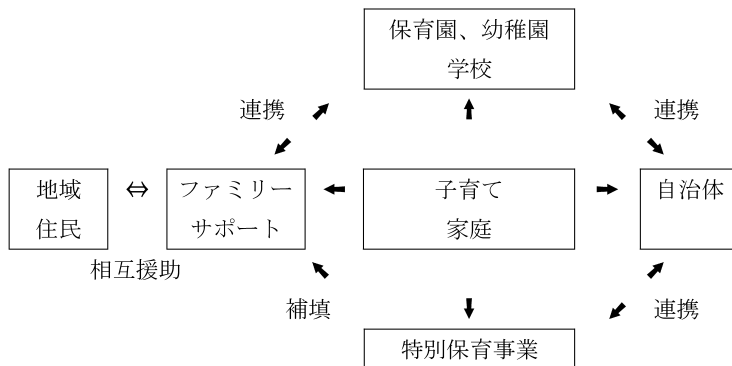 保育園、幼稚園
学校
連携
連携
地域
住民
⇔
ファミリー
サポート
子育て
家庭
自治体
相互援助
補填
連携
特別保育事業